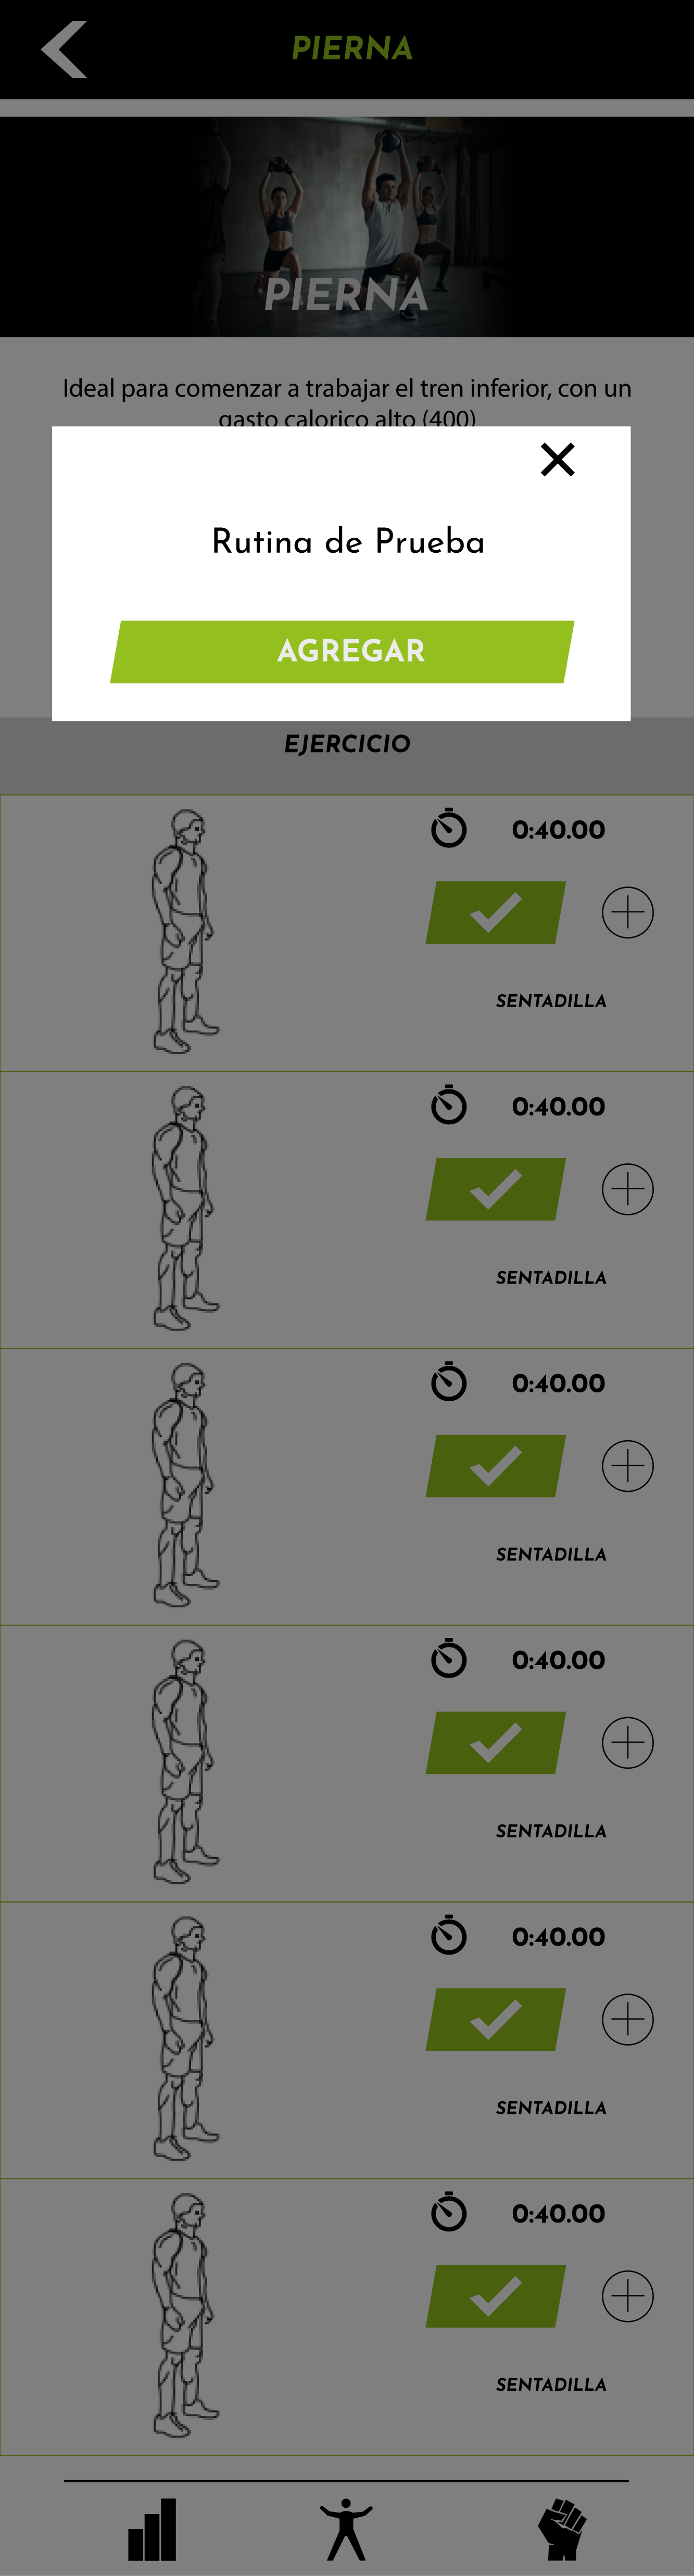 PIERNA
PIERNA
Ideal para comenzar a trabajar el tren inferior, con un
gasto calorico alto (400)
Rutina de Prueba
AGREGAR
EJERCICIO
0:40.00
SENTADILLA
0:40.00
SENTADILLA
0:40.00
SENTADILLA
0:40.00
SENTADILLA
0:40.00
SENTADILLA
0:40.00
SENTADILLA